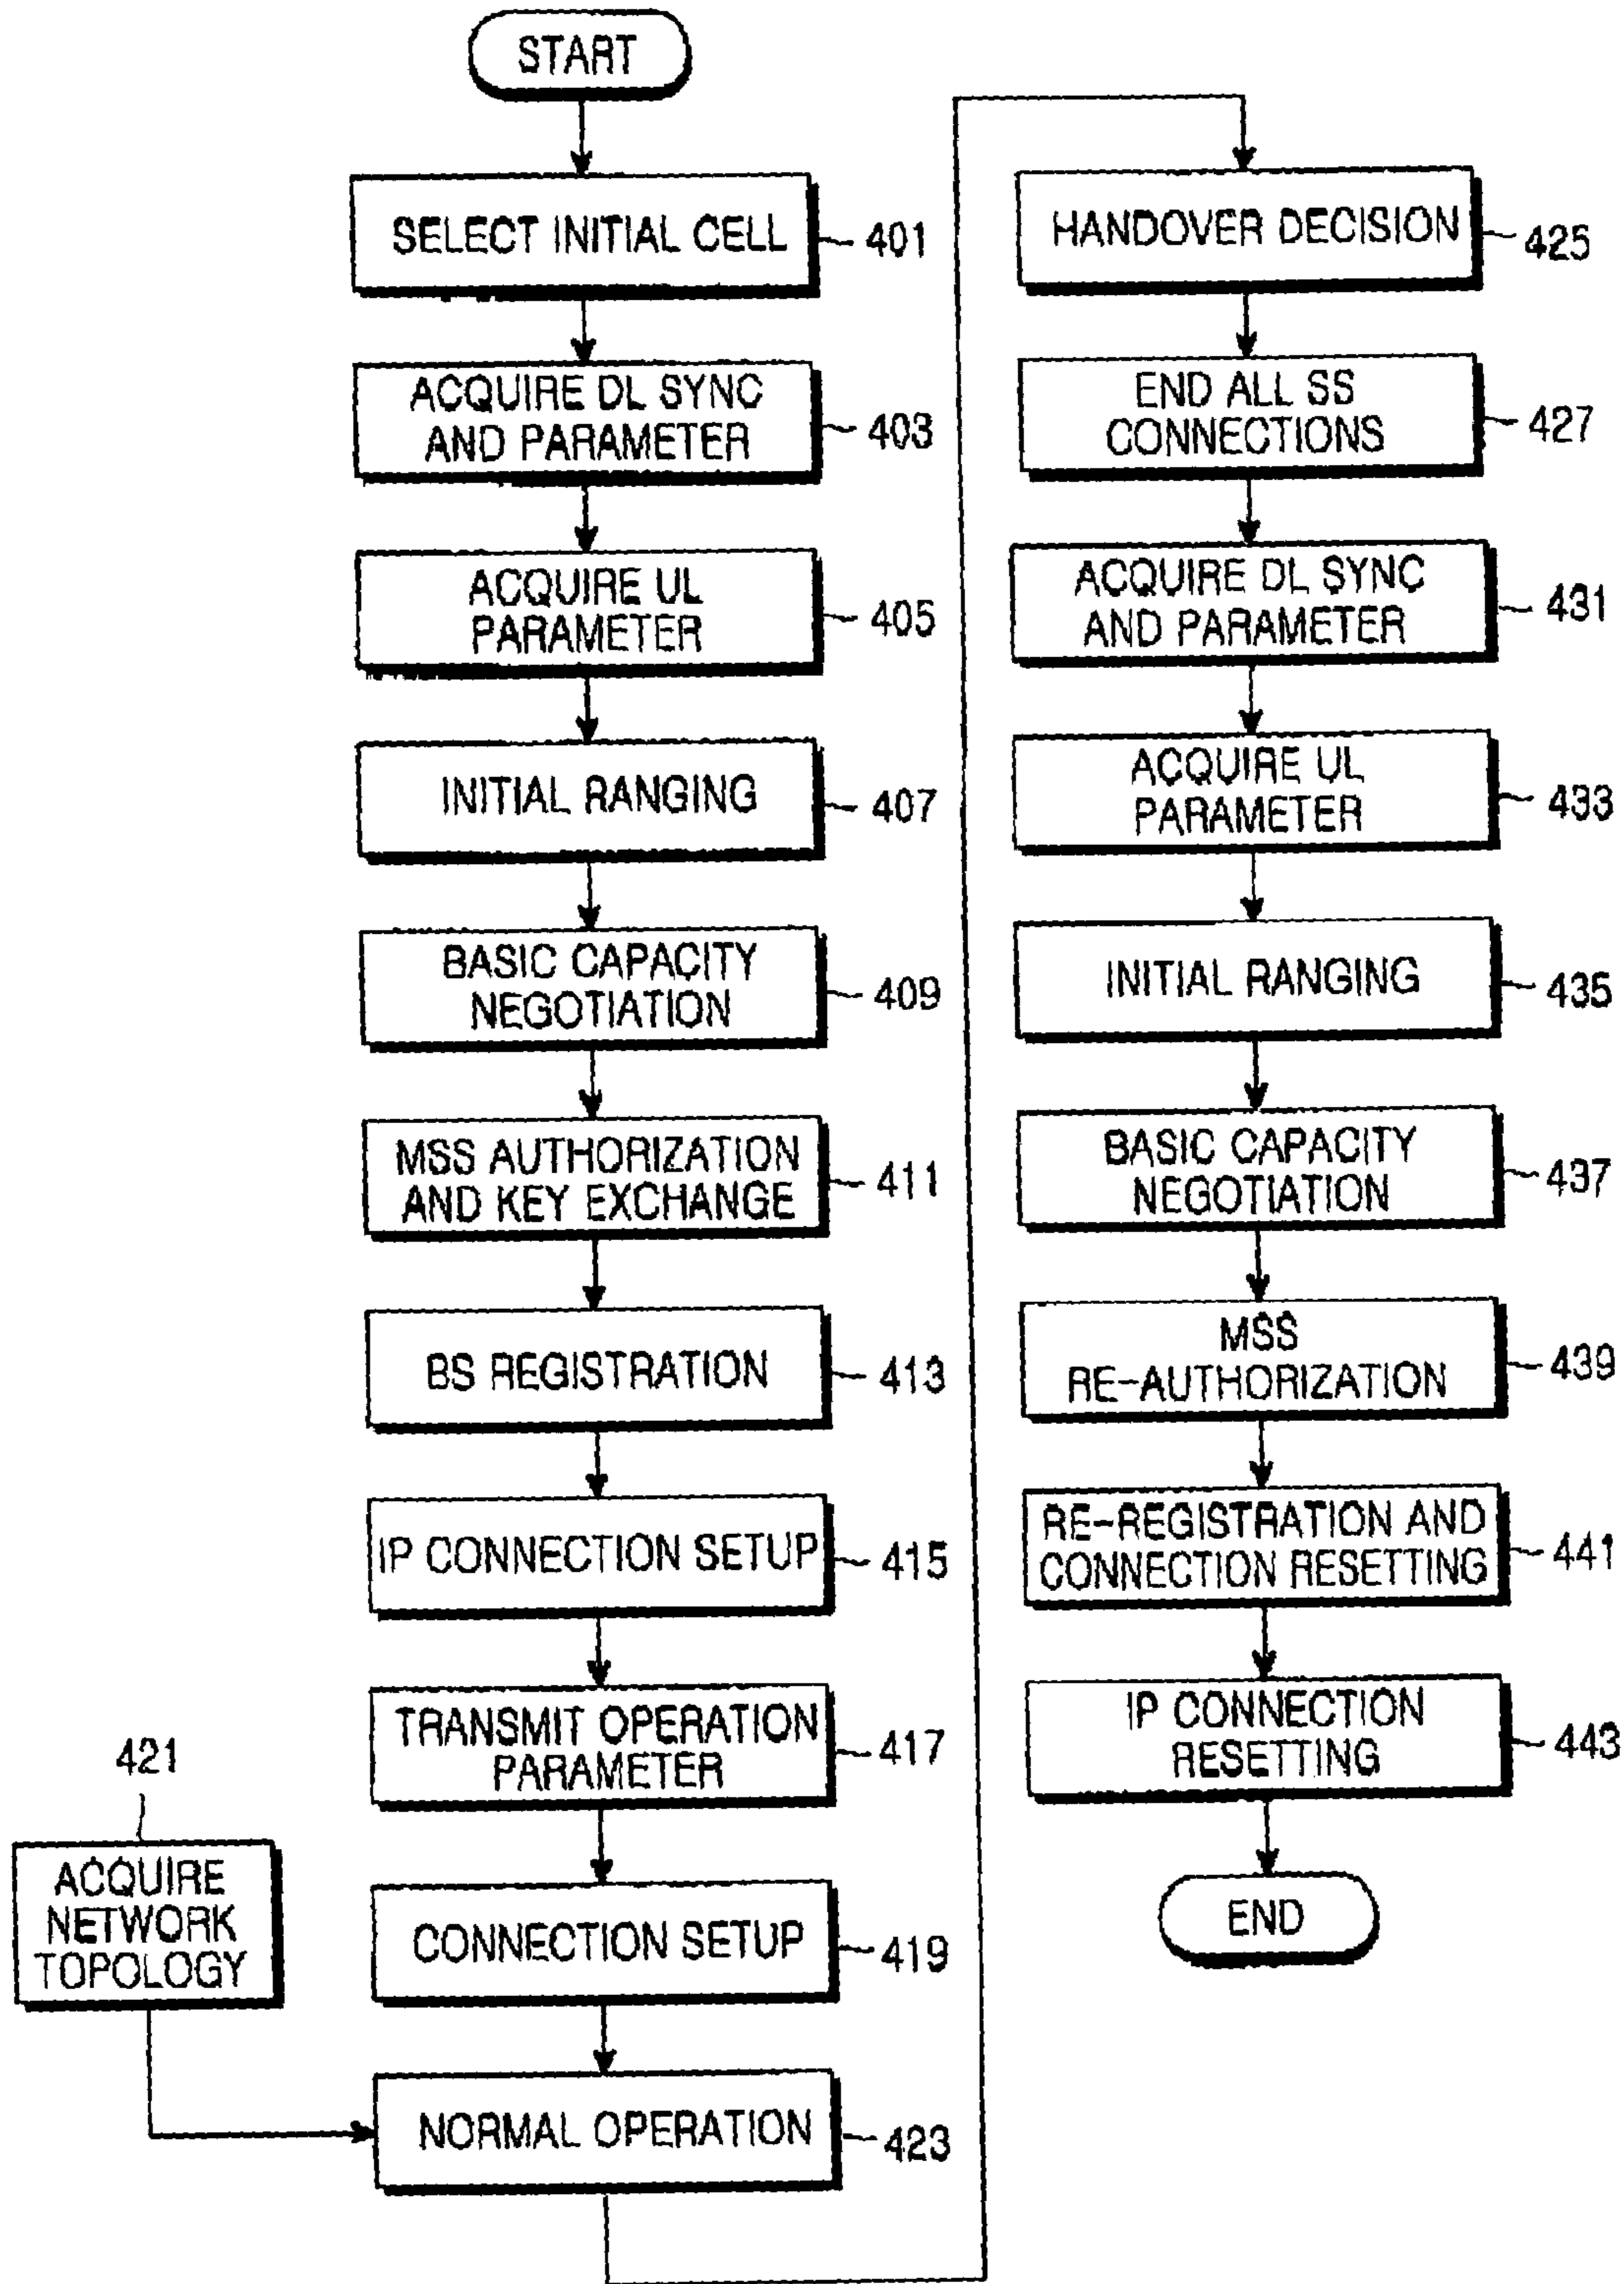 START
SELECT INITIAL CELL
401
ACQUIRE DL SYNC
AND PARAMETER
403
ACQUIRE UL
PARAMETER
405
INITIAL RANGING
407
BASIC CAPACITY
NEGOTIATION
409
MSS AUTHORIZATION
AND KEY EXCHANGE
411
BS REGISTRATION
413
IP CONNECTION SETUP
415
TRANSMIT OPERATION
PARAMETER
417
CONNECTION SETUP
419
421
ACQUIRE
NETWORK
TOPOLOGY
NORMAL OPERATION
423
HANDOVER DECISION
425
END ALL SS
CONNECTIONS
427
ACQUIRE DL SYNC
AND PARAMETER
431
ACQUIRE UL
PARAMETER
433
INITIAL RANGING
435
BASIC CAPACITY
NEGOTIATION
437
MSS
RE-AUTHORIZATION
439
RE-REGISTRATION AND
CONNECTION RESETTING
441
IP CONNECTION
RESETTING
443
END